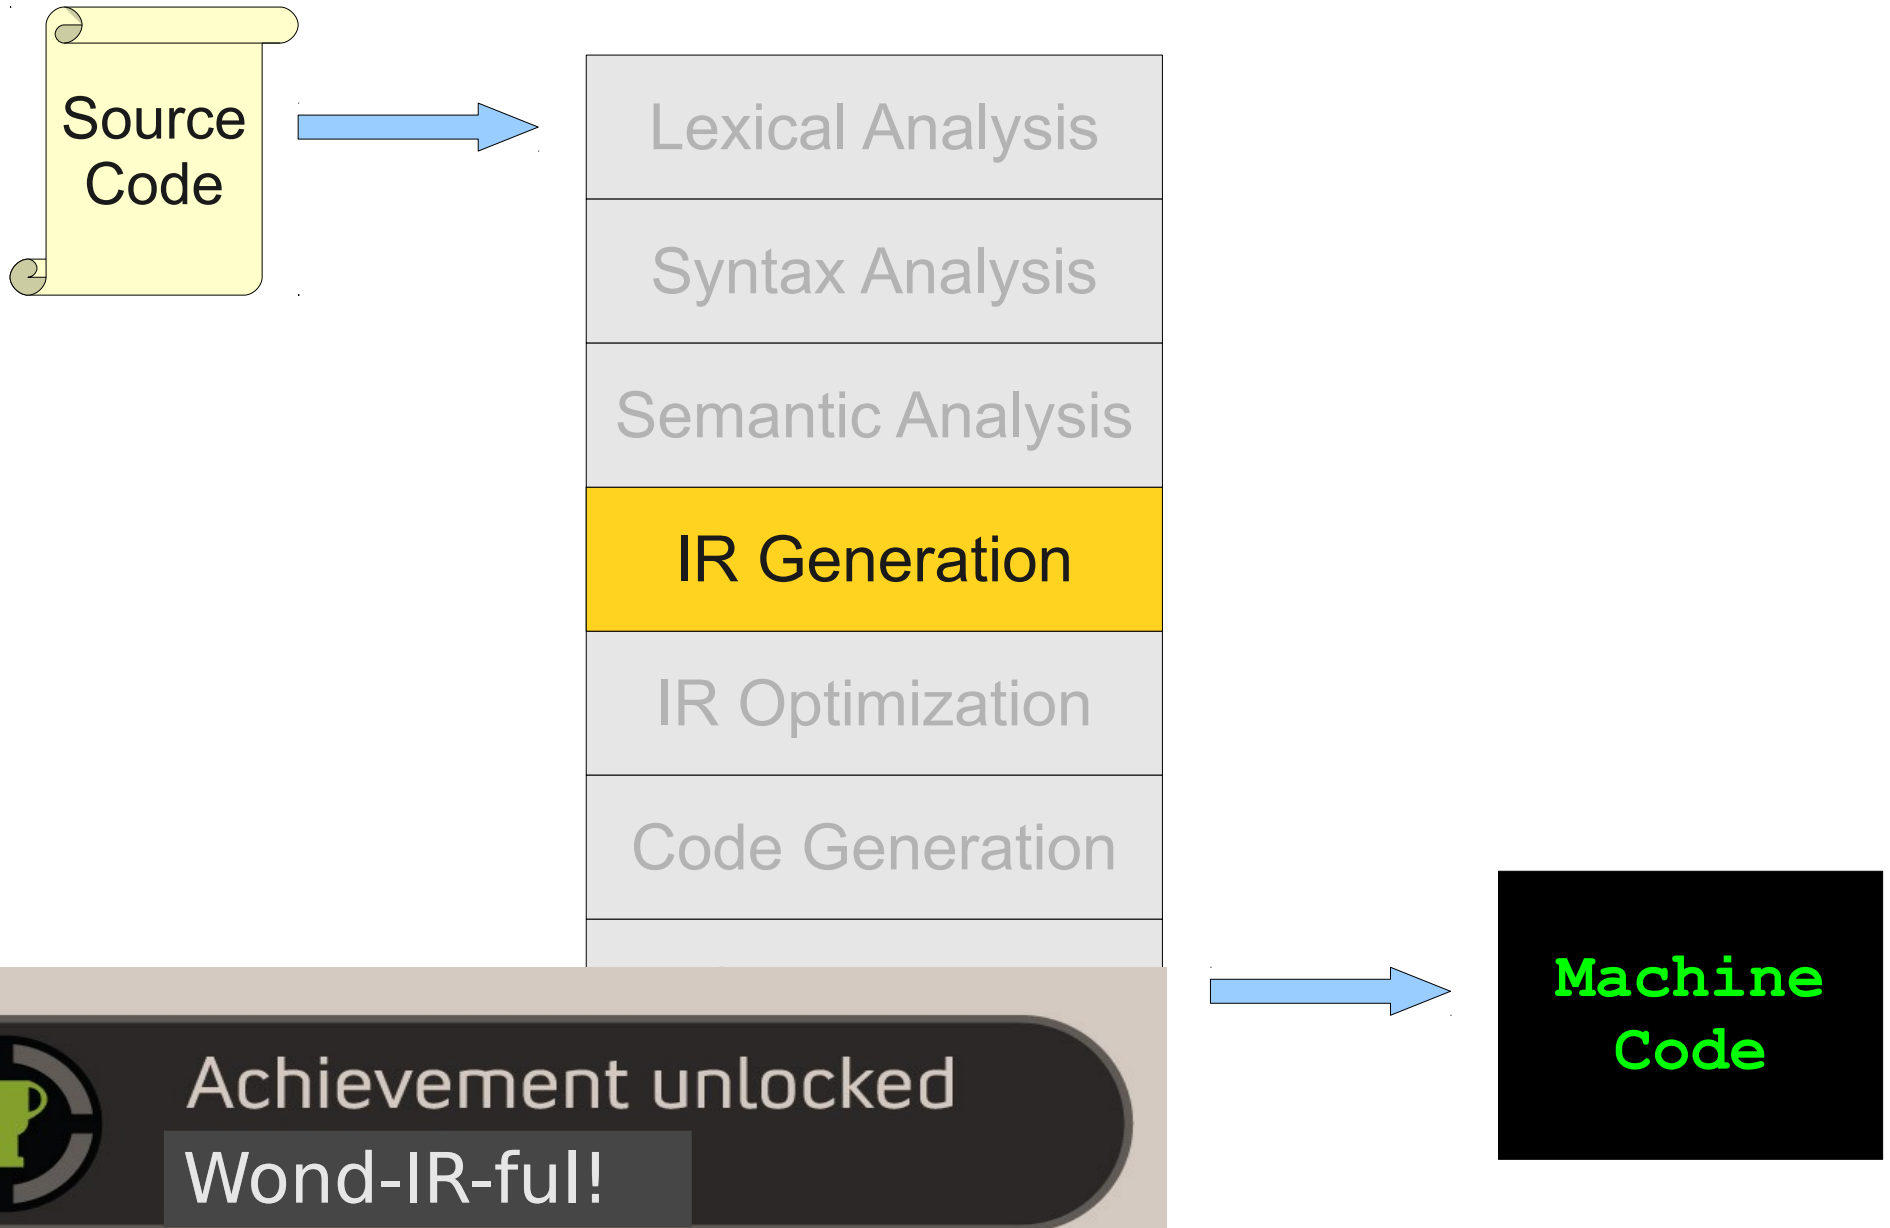 Source
Code
Lexical Analysis
Syntax Analysis
Semantic Analysis
IR Generation
IR Optimization
Code Generation
Machine
Code
Achievement unlocked
Wond-IR-ful!